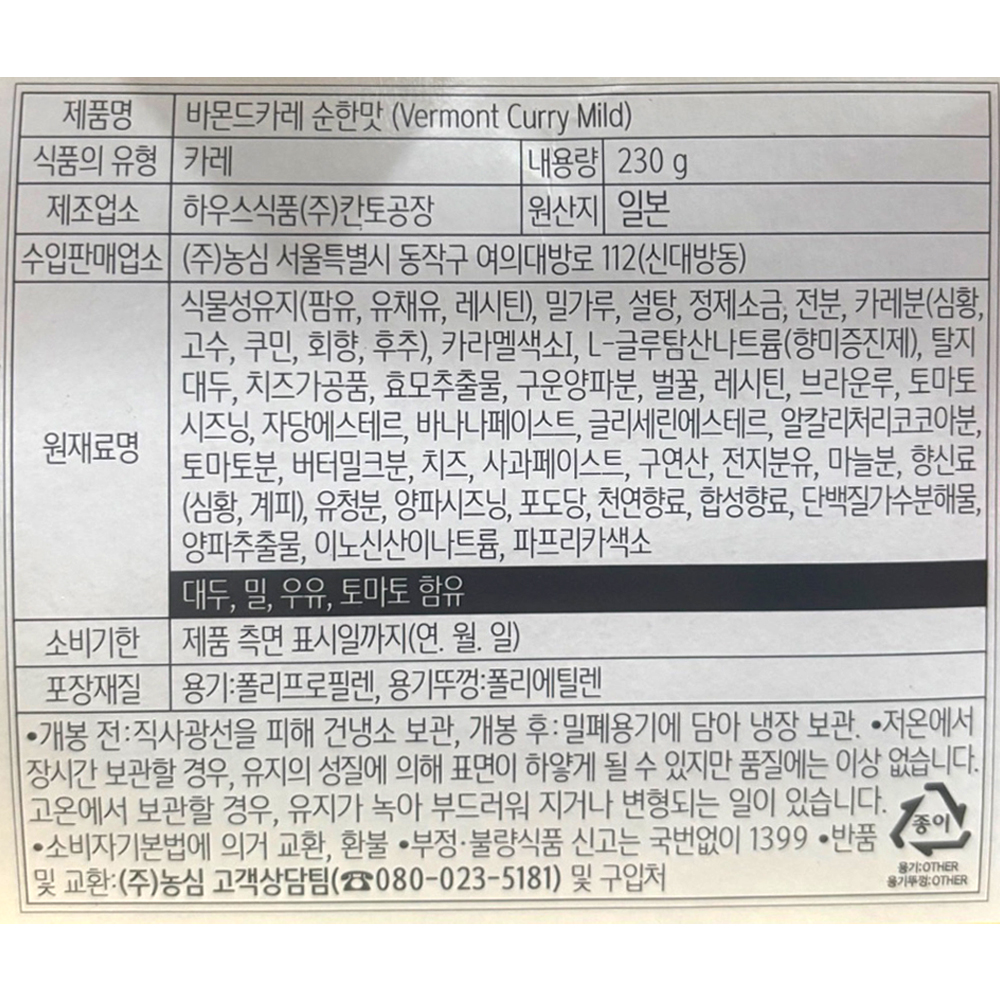 제품명 바몬드카레 순한맛 (Vermont Curry Mild)
식품의 유형 카레 내용량 230 g
제조업소 하우스식품(주)칸토공장 원산지 일본
수입판매업소 (주)농심 서울특별시 동작구 여의대방로 112(신대방동)
원재료명
식물성유지(팜유, 유채유, 레시틴), 밀가루, 설탕, 정제소금, 전분, 카레분(심황,
고수, 쿠민, 회향, 후추), 카라멜색소I, L-글루탐산나트륨(향미증진제), 탈지
대두, 치즈가공품, 효모추출물, 구운양파분, 벌꿀, 레시틴, 브라운루, 토마토
시즈닝, 자당에스테르, 바나나페이스트, 글리세린에스테르, 알칼리처리코코아분,
토마토분, 버터밀크분, 치즈, 사과페이스트, 구연산, 전지분유, 마늘분, 향신료
(심황, 계피), 유청분, 양파시즈닝, 포도당, 천연향료, 합성향료, 단백질가수분해물,
양파추출물, 이노신산이나트륨, 파프리카색소
대두, 밀, 우유, 토마토 함유
소비기한 제품 측면 표시일까지(연. 월. 일)
포장재질 용기:폴리프로필렌, 용기뚜껑:폴리에틸렌
•개봉 전:직사광선을 피해 건냉소 보관, 개봉 후:밀폐용기에 담아 냉장 보관. •저온에서
장시간 보관할 경우, 유지의 성질에 의해 표면이 하얗게 될 수 있지만 품질에는 이상 없습니다.
고온에서 보관할 경우, 유지가 녹아 부드러워 지거나 변형되는 일이 있습니다.
•소비자기본법에 의거 교환, 환불 •부정·불량식품 신고는 국번없이 1399 •반품
및 교환:(주)농심 고객상담팀(☎080-023-5181) 및 구입처
종이
용기:OTHER
용기뚜껑:OTHER